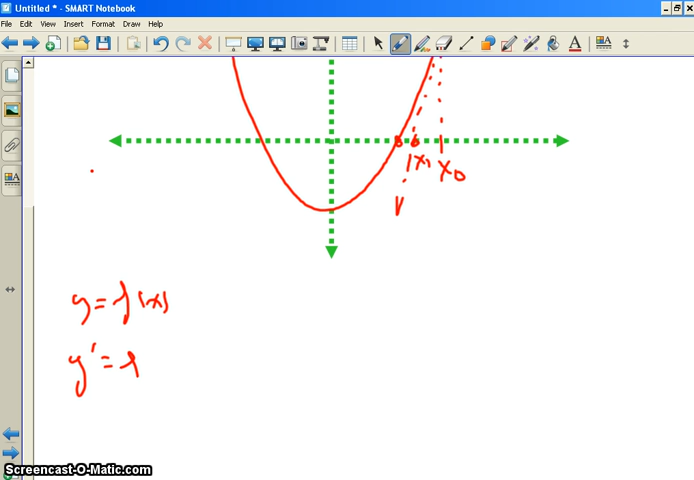 Untitled * - SMART Notebook
File Edit View Insert Format Draw Help
x₁
x₀
y = f(x)
y' = f
Screencast-O-Matic.com